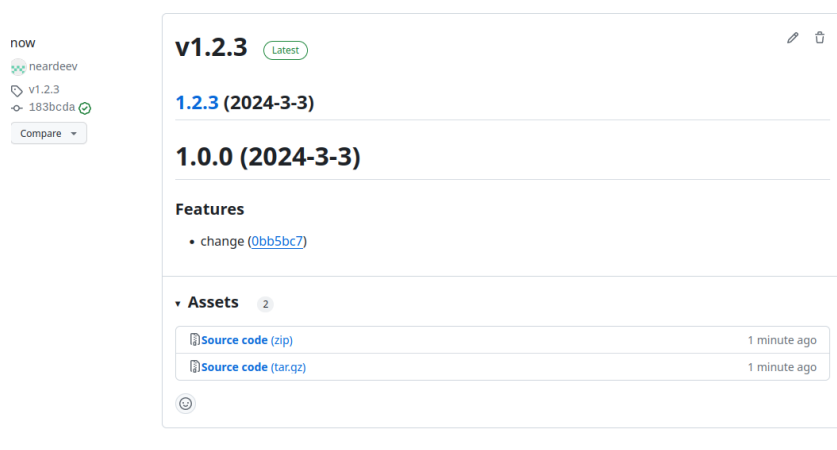 now
neardeev
v1.2.3
183bcda
Compare
v1.2.3 Latest
1.2.3 (2024-3-3)
1.0.0 (2024-3-3)
Features
• change (0bb5bc7)
Assets 2
Source code (zip) 1 minute ago
Source code (tar.gz) 1 minute ago